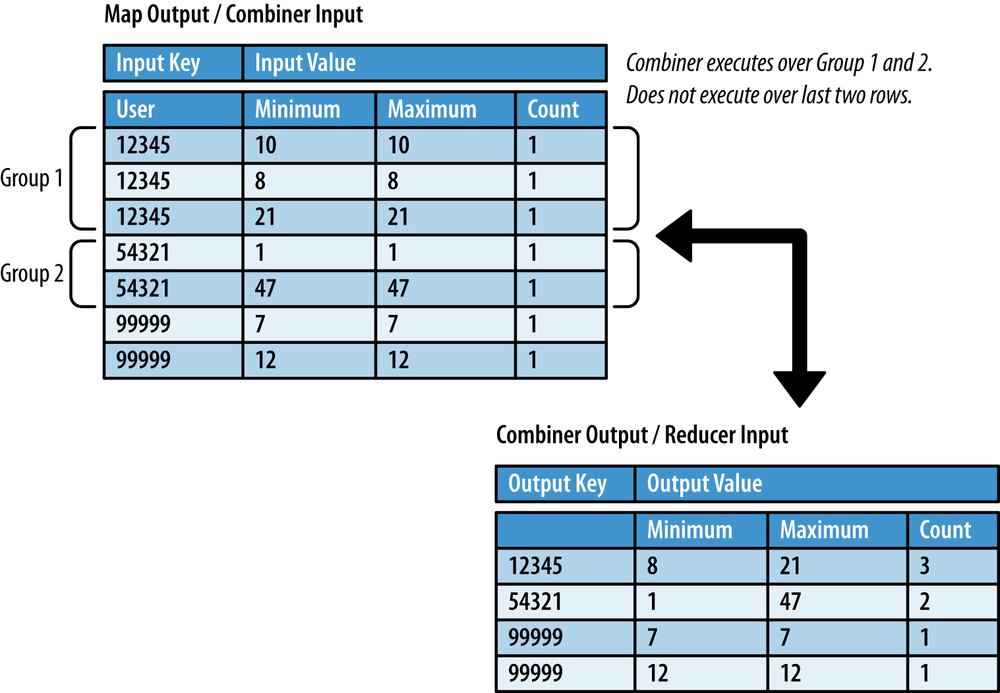 Map Output / Combiner Input
Input Key Input Value
Combiner executes over Group 1 and 2.
Does not execute over last two rows.
User Minimum Maximum Count
12345 10 10 1
Group 1
12345 8 8 1
12345 21 21 1
54321 1 1 1
Group 2
54321 47 47 1
99999 7 7 1
99999 12 12 1
Combiner Output / Reducer Input
Output Key Output Value
Minimum Maximum Count
12345 8 21 3
54321 1 47 2
99999 7 7 1
99999 12 12 1